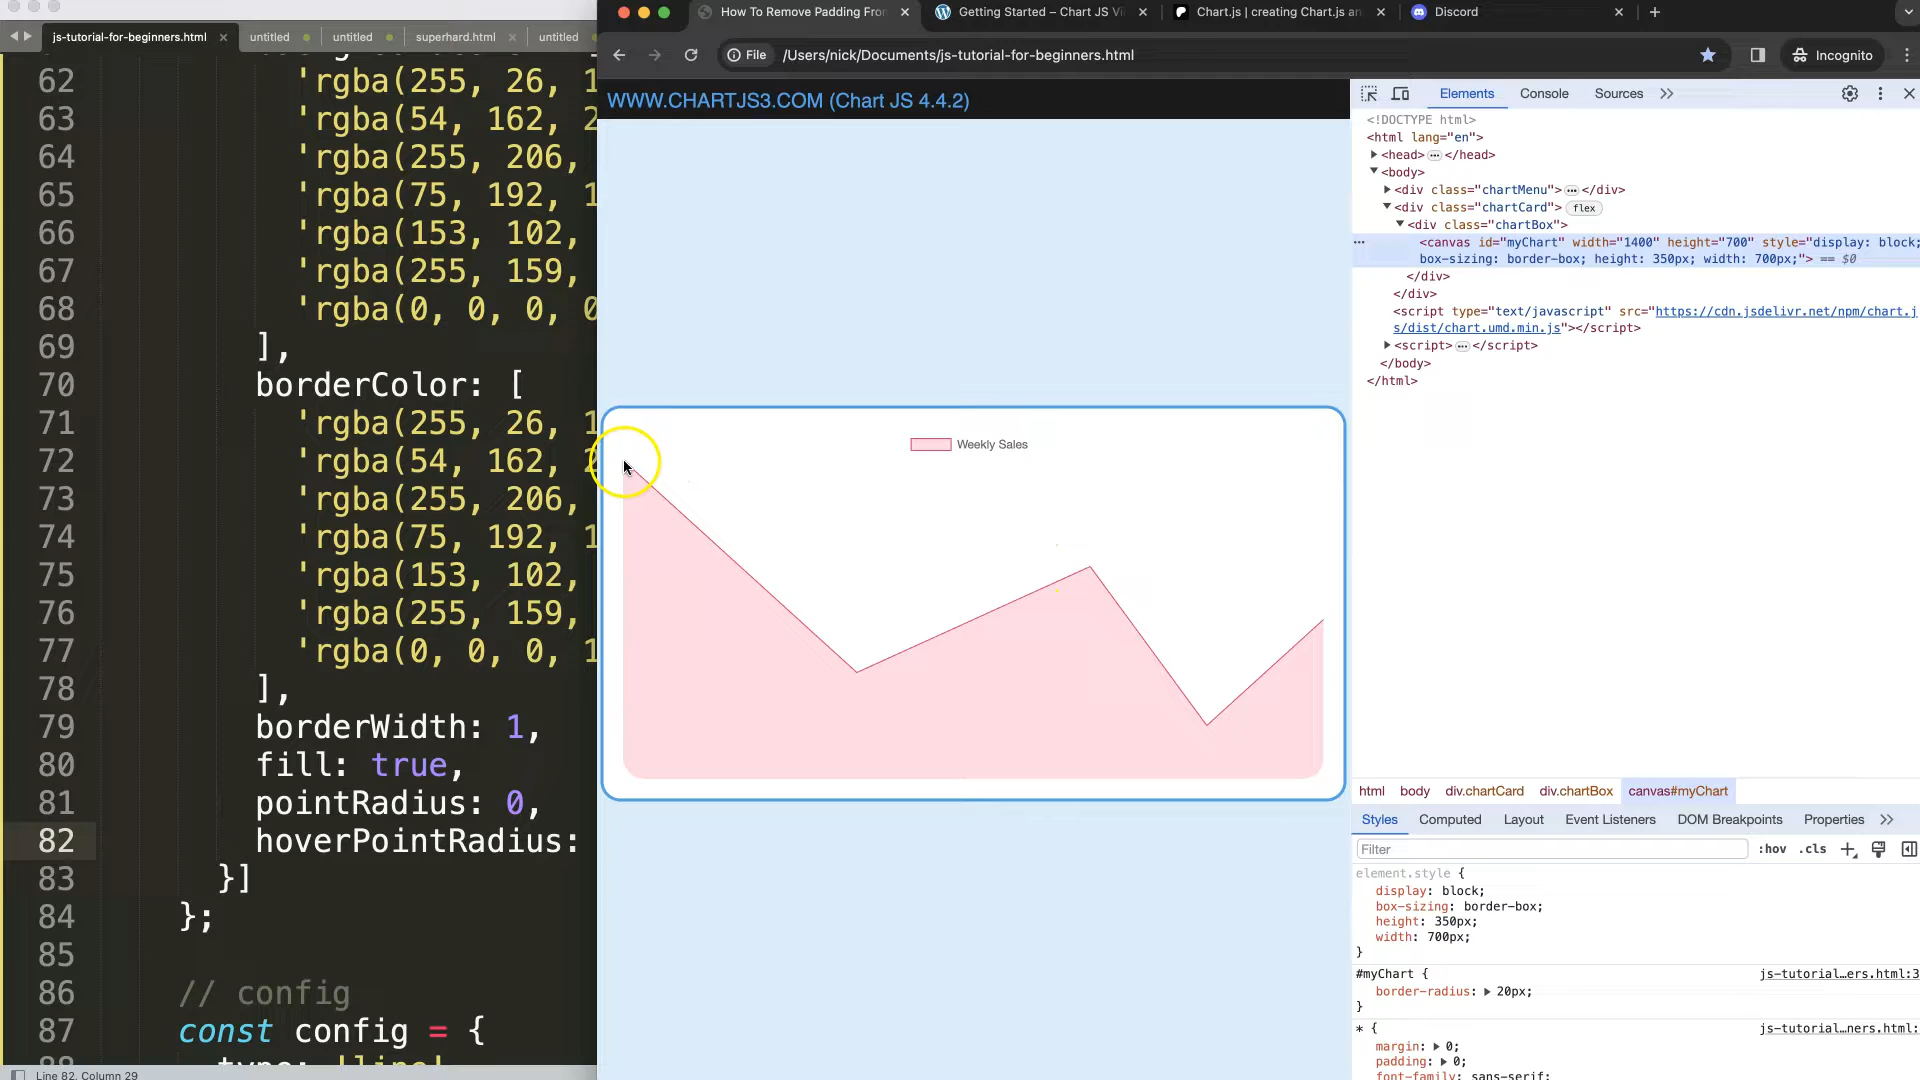 js-tutorial-for-beginners.html
untitled
untitled
superhard.html
untitled
62 'rgba(255, 26, 1
63 'rgba(54, 162, 2
64 'rgba(255, 206,
65 'rgba(75, 192, 1
66 'rgba(153, 102,
67 'rgba(255, 159,
68 'rgba(0, 0, 0, 0
69 ],
70 borderColor: [
71 'rgba(255, 26, 1
72 'rgba(54, 162, 2
73 'rgba(255, 206,
74 'rgba(75, 192, 1
75 'rgba(153, 102,
76 'rgba(255, 159,
77 'rgba(0, 0, 0, 1
78 ],
79 borderWidth: 1,
80 fill: true,
81 pointRadius: 0,
82 hoverPointRadius:
83 }]
84 };
85
86 // config
87 const config = {
88 type: 'line'
Line 82, Column 29
How To Remove Padding From
Getting Started – Chart JS Vi
Chart.js | creating Chart.js an
Discord
File /Users/nick/Documents/js-tutorial-for-beginners.html
Incognito
WWW.CHARTJS3.COM (Chart JS 4.4.2)
Weekly Sales
Elements Console Sources
<!DOCTYPE html>
<html lang="en">
<head> </head>
<body>
<div class="chartMenu"> </div>
<div class="chartCard"> flex
<div class="chartBox">
<canvas id="myChart" width="1400" height="700" style="display: block;
box-sizing: border-box; height: 350px; width: 700px;"> == $0
</div>
</div>
<script type="text/javascript" src="https://cdn.jsdelivr.net/npm/chart.j
s/dist/chart.umd.min.js"></script>
<script> </script>
</body>
</html>
html body div.chartCard div.chartBox canvas#myChart
Styles Computed Layout Event Listeners DOM Breakpoints Properties
Filter :hov .cls
element.style {
display: block;
box-sizing: border-box;
height: 350px;
width: 700px;
}
#myChart { js-tutorial…ers.html:3
border-radius: 20px;
}
* { js-tutorial…ners.html:
margin: 0;
padding: 0;
font-family: sans-serif;